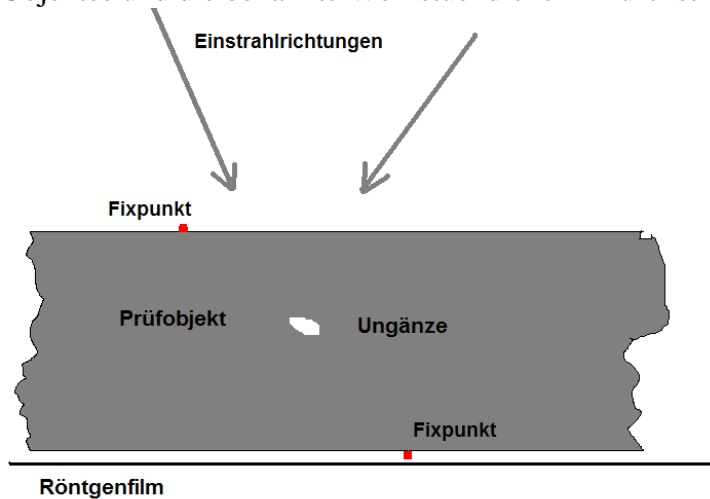 Einstrahlrichtungen
Fixpunkt
Prüfobjekt
Ungänze
Fixpunkt
Röntgenfilm